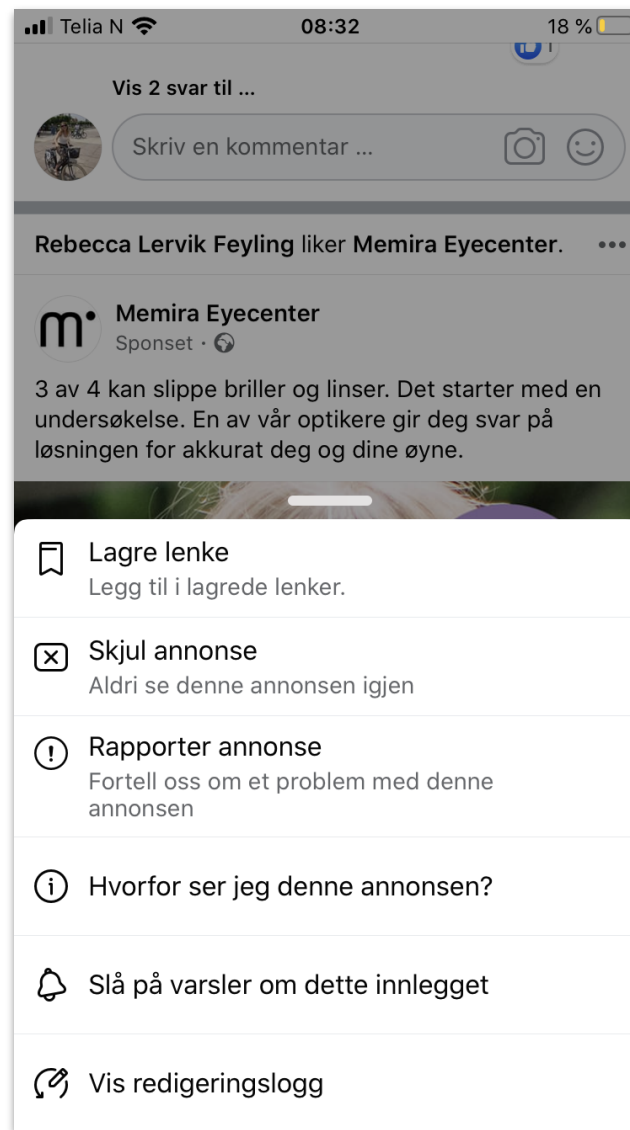 Telia N 08:32 18 %
1
Vis 2 svar til ...
Skriv en kommentar ...
Rebecca Lervik Feyling liker Memira Eyecenter.
m
Memira Eyecenter
Sponset ·
3 av 4 kan slippe briller og linser. Det starter med en
undersøkelse. En av vår optikere gir deg svar på
løsningen for akkurat deg og dine øyne.
Lagre lenke
Legg til i lagrede lenker.
Skjul annonse
Aldri se denne annonsen igjen
Rapporter annonse
Fortell oss om et problem med denne
annonsen
Hvorfor ser jeg denne annonsen?
Slå på varsler om dette innlegget
Vis redigeringslogg